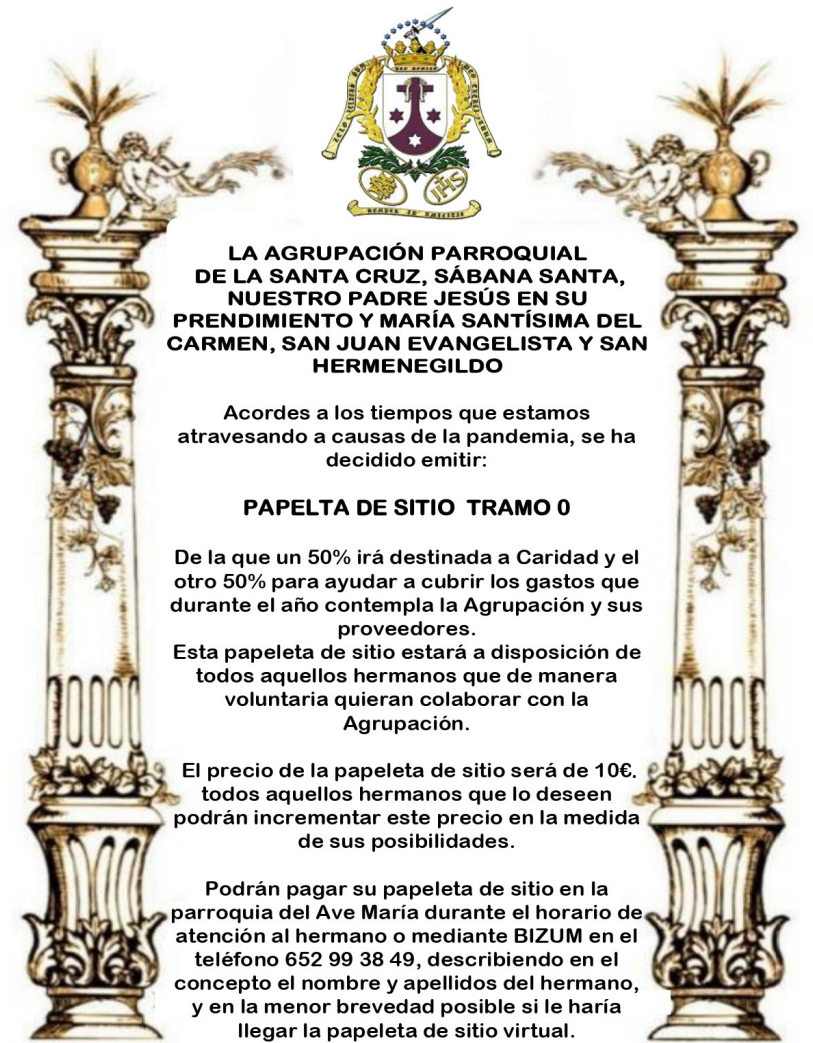 LA AGRUPACIÓN PARROQUIAL
DE LA SANTA CRUZ, SÁBANA SANTA,
NUESTRO PADRE JESÚS EN SU
PRENDIMIENTO Y MARÍA SANTÍSIMA DEL
CARMEN, SAN JUAN EVANGELISTA Y SAN
HERMENEGILDO
Acordes a los tiempos que estamos
atravesando a causas de la pandemia, se ha
decidido emitir:
PAPELTA DE SITIO TRAMO 0
De la que un 50% irá destinada a Caridad y el
otro 50% para ayudar a cubrir los gastos que
durante el año contempla la Agrupación y sus
proveedores.
Esta papeleta de sitio estará a disposición de
todos aquellos hermanos que de manera
voluntaria quieran colaborar con la
Agrupación.
El precio de la papeleta de sitio será de 10€.
todos aquellos hermanos que lo deseen
podrán incrementar este precio en la medida
de sus posibilidades.
Podrán pagar su papeleta de sitio en la
parroquia del Ave María durante el horario de
atención al hermano o mediante BIZUM en el
teléfono 652 99 38 49, describiendo en el
concepto el nombre y apellidos del hermano,
y en la menor brevedad posible si le haría
llegar la papeleta de sitio virtual.